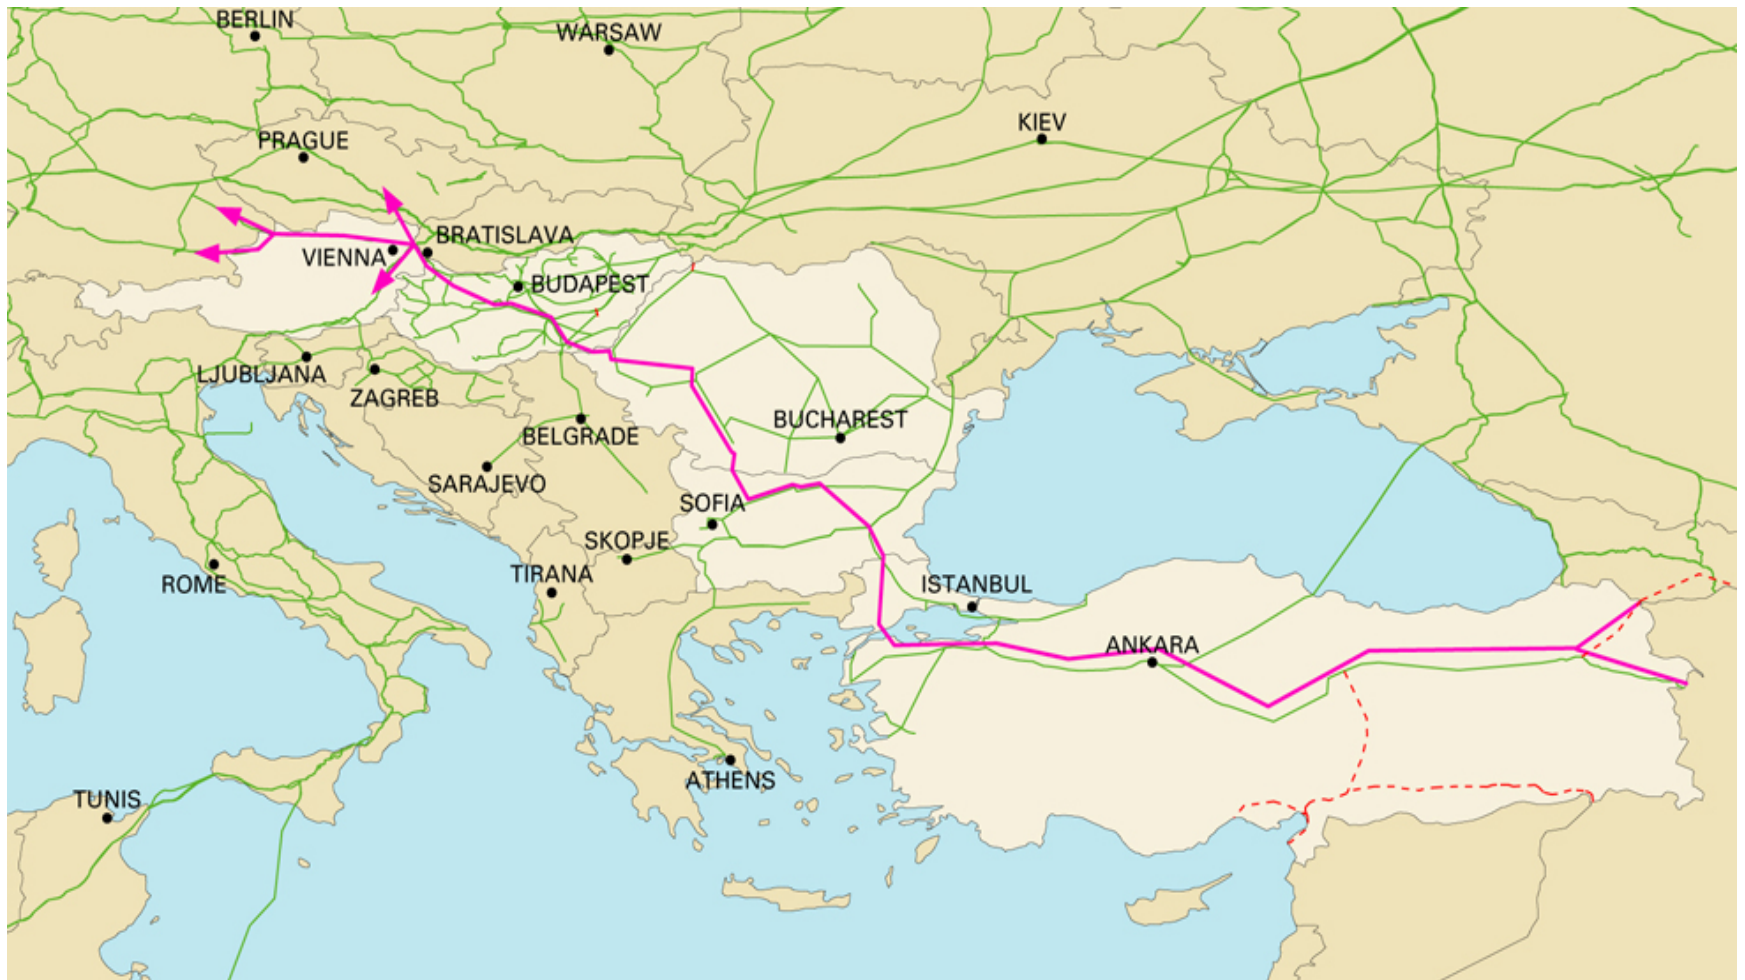 BERLIN
WARSAW
KIEV
PRAGUE
BRATISLAVA
VIENNA
BUDAPEST
LJUBLJANA
ZAGREB
BUCHAREST
BELGRADE
SARAJEVO
SOFIA
SKOPJE
TIRANA
ROME
ISTANBUL
ANKARA
ATHENS
TUNIS